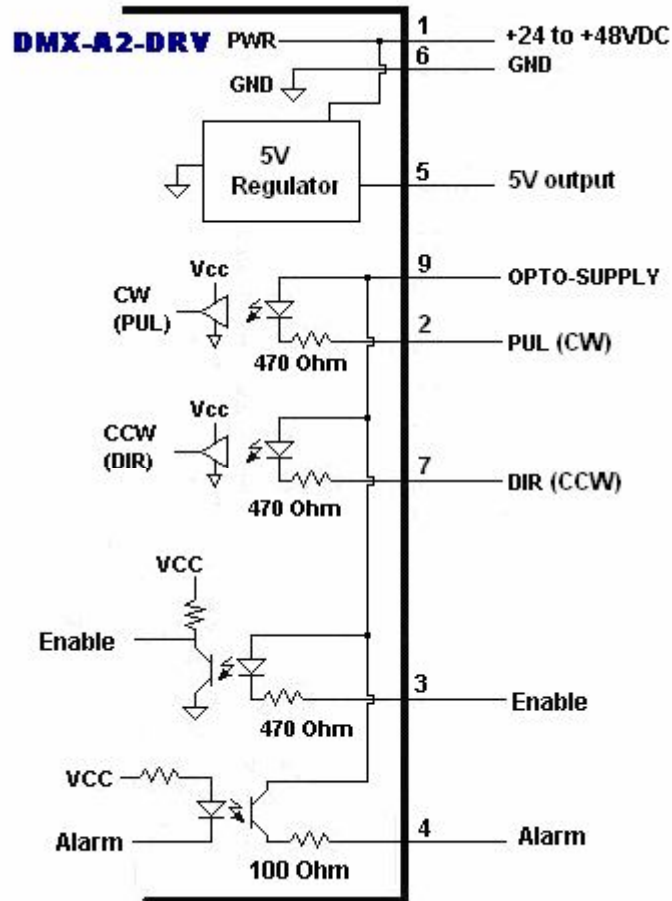 DMX-A2-DRV PWR 1 +24 to +48VDC
6 GND
GND
5V
Regulator 5 5V output
9 OPTO-SUPPLY
Vcc
CW
(PUL)
2 PUL (CW)
470 Ohm
Vcc
CCW
(DIR)
7 DIR (CCW)
470 Ohm
VCC
Enable
3 Enable
470 Ohm
VCC
Alarm 4 Alarm
100 Ohm